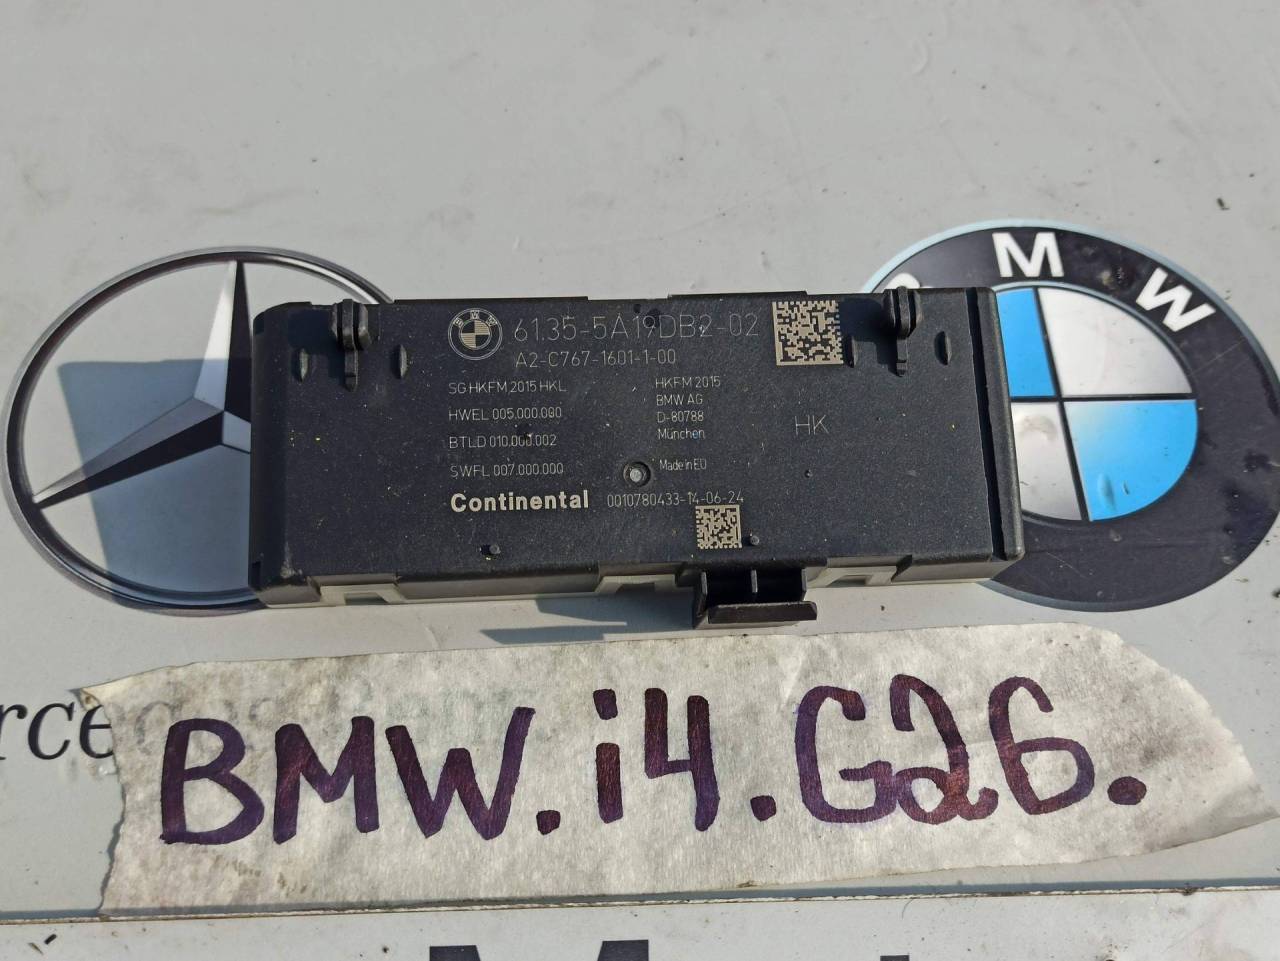 M W
BMW 61.35-5A19DB2-02
A2-C767-1601-1-00
SG HKFM 2015 HKL
HWEL 005.000.000
BTLD 010.000.002
SWFL 007.000.000
HKFM 2015
BMW AG
D-80788
München
Made in EU
HK
Continental 0010780433-14-06-24
BMW.i4.G26.